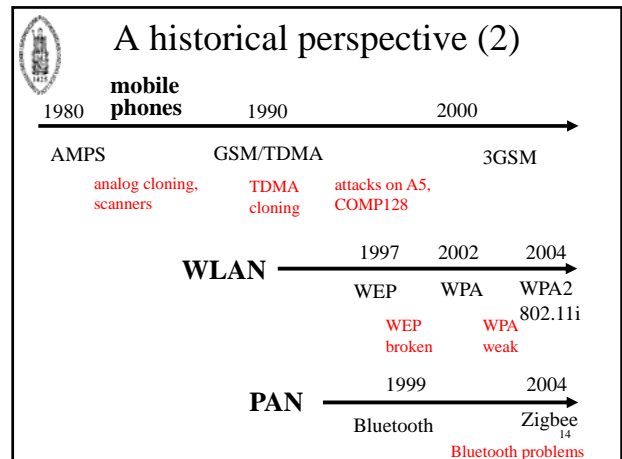 A historical perspective (2)
1425
mobile
phones
1980 1990 2000
AMPS GSM/TDMA 3GSM
analog cloning, TDMA attacks on A5,
scanners cloning COMP128
1997 2002 2004
WLAN
WEP WPA WPA2
802.11i
WEP WPA
broken weak
1999 2004
PAN
Bluetooth Zigbee
14
Bluetooth problems